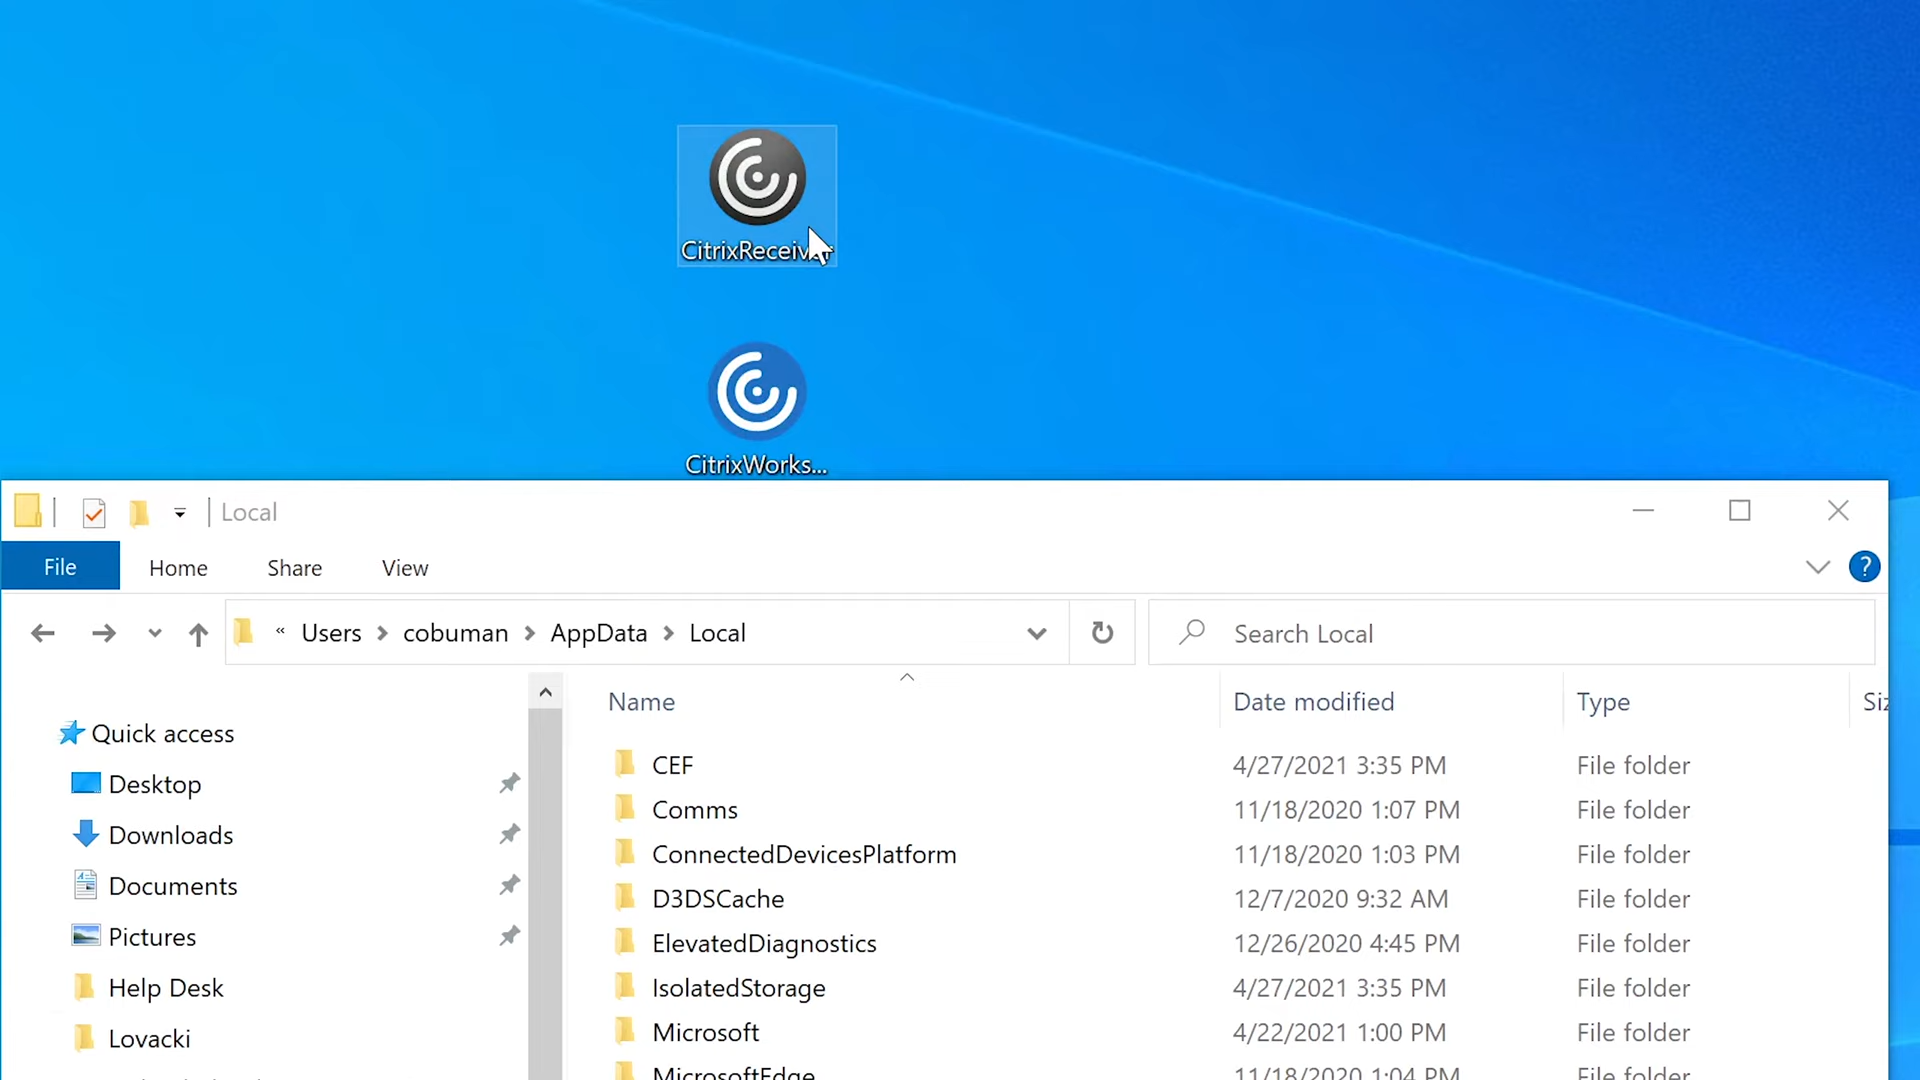 CitrixReceiver
CitrixWorks...
Local
File Home Share View
?
« Users > cobuman > AppData > Local
Search Local
Name Date modified Type Siz
Quick access
Desktop
Downloads
Documents
Pictures
Help Desk
Lovacki
CEF 4/27/2021 3:35 PM File folder
Comms 11/18/2020 1:07 PM File folder
ConnectedDevicesPlatform 11/18/2020 1:03 PM File folder
D3DSCache 12/7/2020 9:32 AM File folder
ElevatedDiagnostics 12/26/2020 4:45 PM File folder
IsolatedStorage 4/27/2021 3:35 PM File folder
Microsoft 4/22/2021 1:00 PM File folder
MicrosoftEdge 11/18/2020 1:04 PM File folder